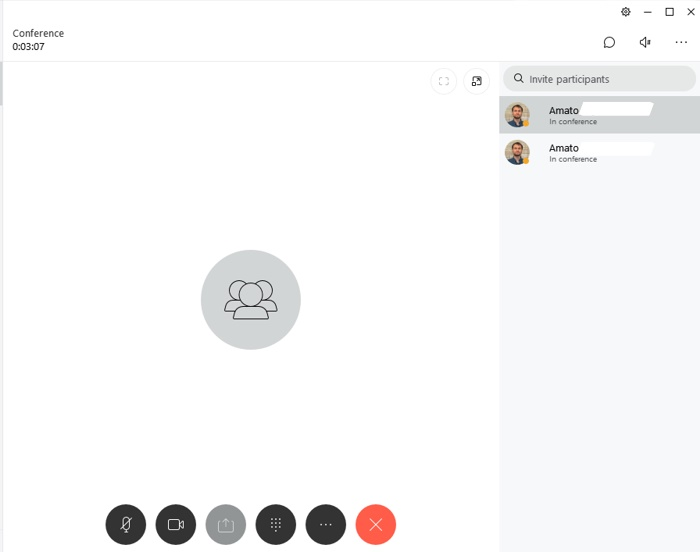 Conference
0:03:07
Invite participants
Amato
In conference
Amato
In conference